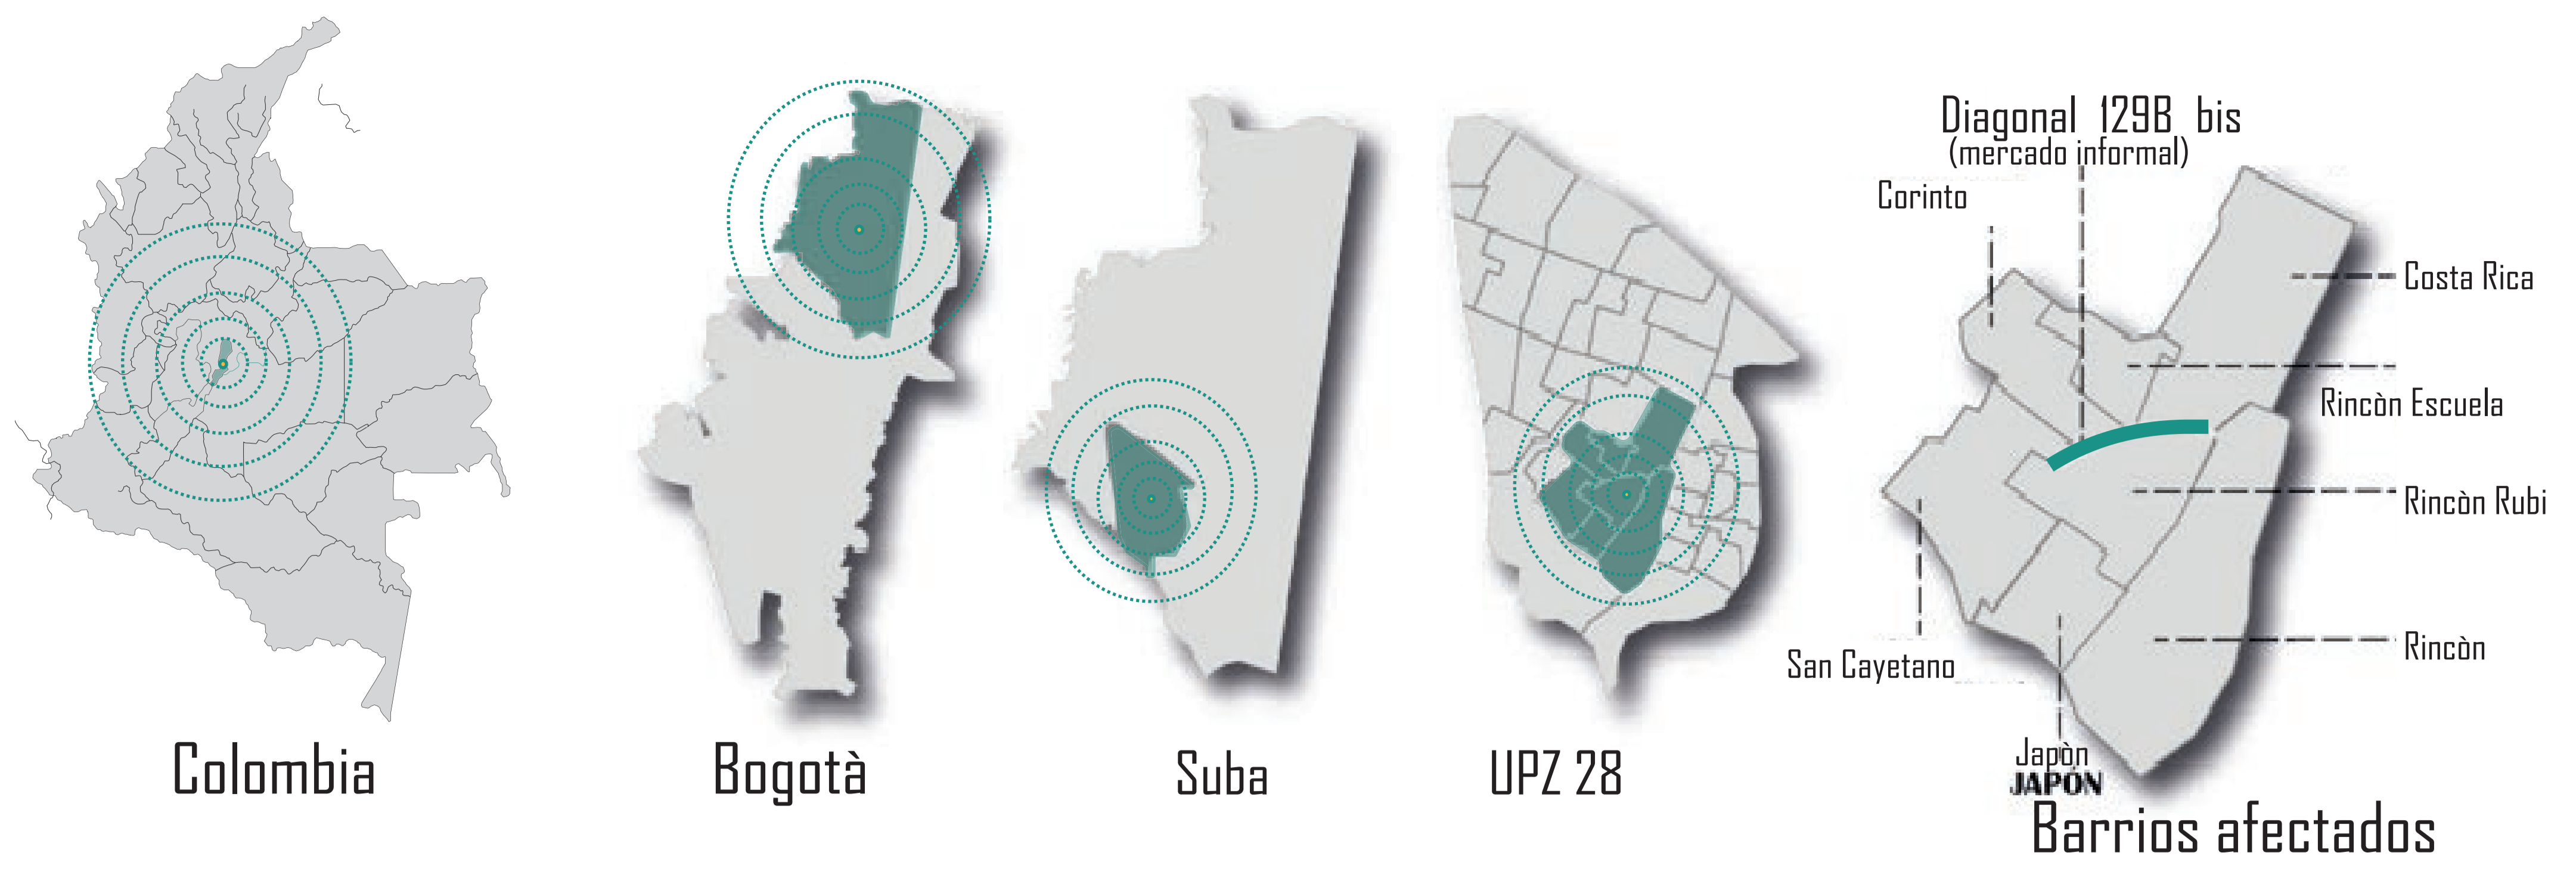 Diagonal 129B bis
(mercado informal)
Corinto
Costa Rica
Rincòn Escuela
Rincòn Rubi
Rincòn
San Cayetano
Japòn
JAPÓN
Colombia
Bogotà
Suba
UPZ 28
Barrios afectados